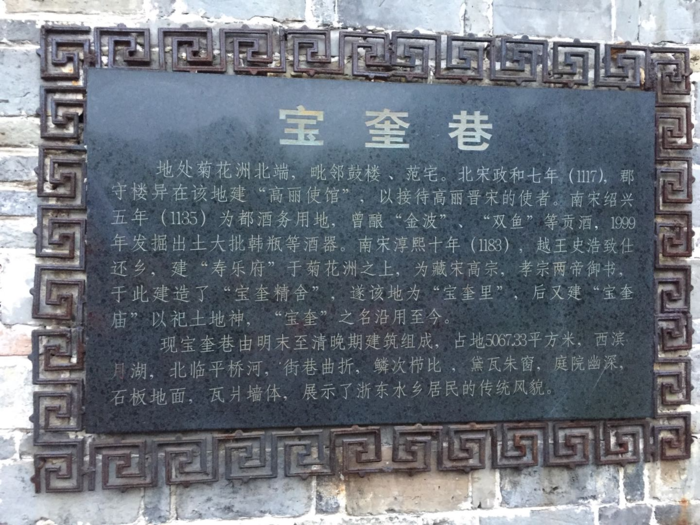 宝奎巷
地处菊花洲北端，毗邻鼓楼、范宅。北宋政和七年（1117），郡
守楼异在该地建“高丽使馆”，以接待高丽晋宋的使者。南宋绍兴
五年（1135）为都酒务用地，曾酿“金波”、“双鱼”等贡酒，1999
年发掘出土大批韩瓶等酒器。南宋淳熙十年（1183），越王史浩致仕
还乡，建“寿乐府”于菊花洲之上，为藏宋高宗，孝宗两帝御书，
于此建造了“宝奎精舍”，遂该地为“宝奎里”，后又建“宝奎
庙”以祀土地神，“宝奎”之名沿用至今。
现宝奎巷由明末至清晚期建筑组成，占地5067.33平方米，西滨
月湖，北临平桥河，街巷曲折，鳞次栉比、黛瓦朱窗，庭院幽深，
石板地面，瓦爿墙体，展示了浙东水乡居民的传统风貌。